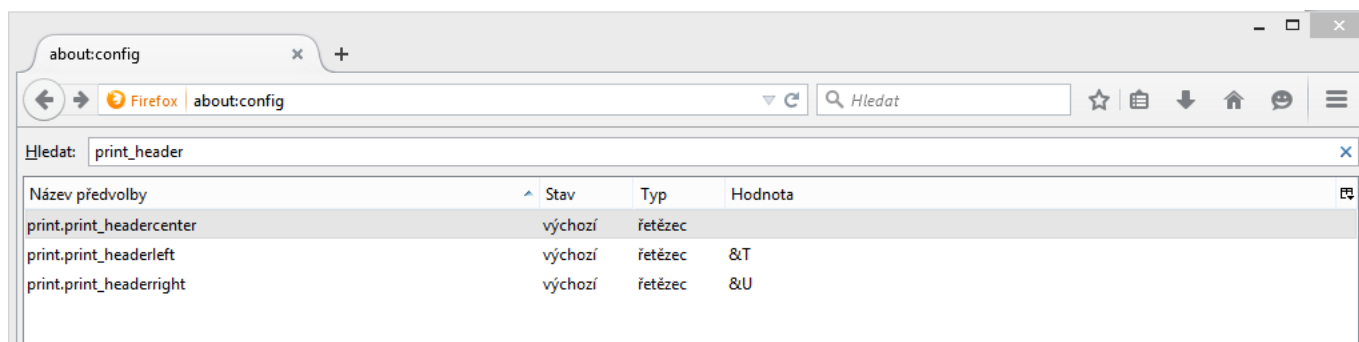 about:config
Firefox about:config Hledat
Hledat: print_header
Název předvolby Stav Typ Hodnota
print.print_headercenter výchozí řetězec
print.print_headerleft výchozí řetězec &T
print.print_headerright výchozí řetězec &U